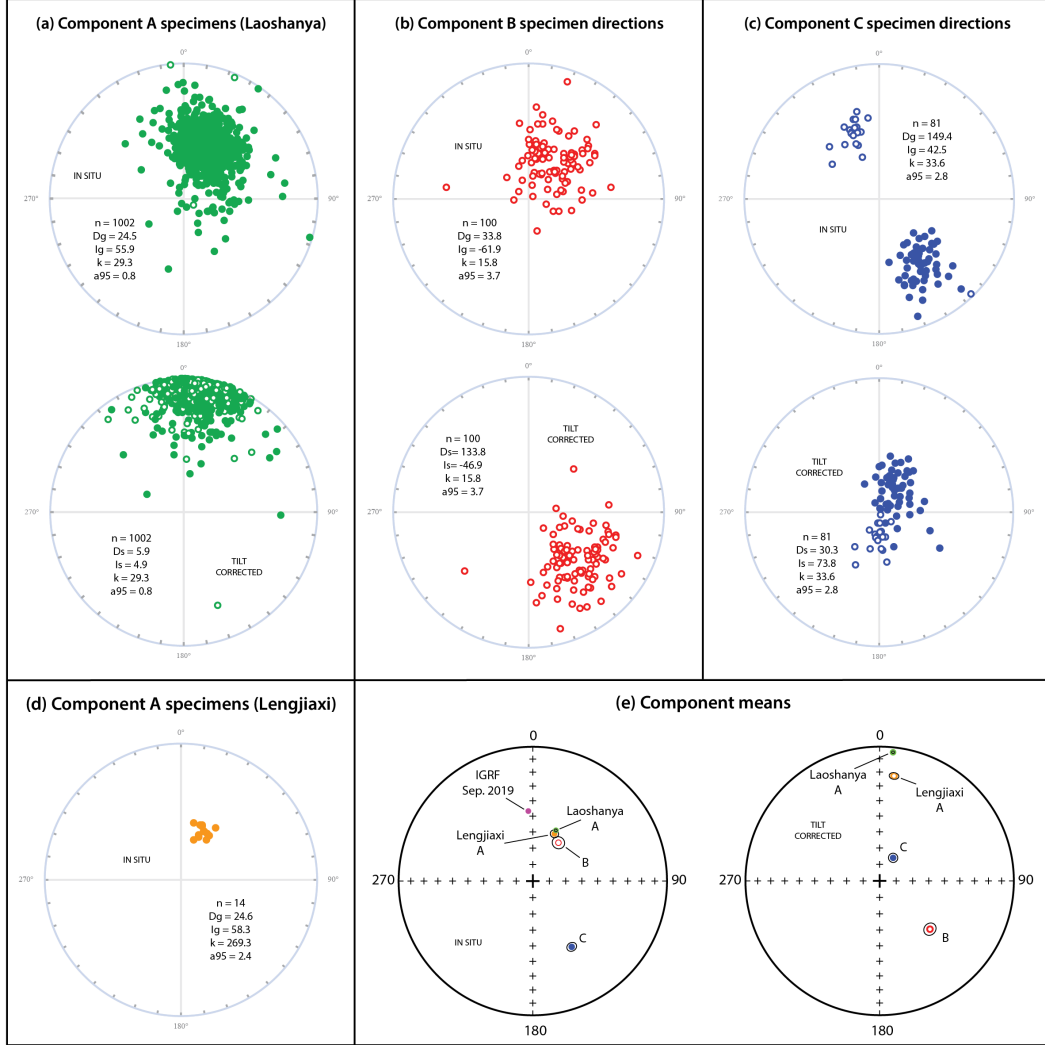 (a) Component A specimens (Laoshanya)
0°
IN SITU
270°
90°
n = 1002
Dg = 24.5
Ig = 55.9
k = 29.3
a95 = 0.8
180°
0°
270°
90°
n = 1002
Ds = 5.9
Is = 4.9
k = 29.3
a95 = 0.8
TILT
CORRECTED
180°
(b) Component B specimen directions
0°
IN SITU
270°
90°
n = 100
Dg = 33.8
Ig = -61.9
k = 15.8
a95 = 3.7
180°
0°
TILT
CORRECTED
n = 100
Ds= 133.8
Is= -46.9
k = 15.8
a95 = 3.7
270°
90°
180°
(c) Component C specimen directions
0°
n = 81
Dg = 149.4
Ig = 42.5
k = 33.6
a95 = 2.8
270°
90°
IN SITU
180°
0°
TILT
CORRECTED
270°
90°
n = 81
Ds = 30.3
Is = 73.8
k = 33.6
a95 = 2.8
180°
(d) Component A specimens (Lengjiaxi)
0°
IN SITU
270°
90°
n = 14
Dg = 24.6
Ig = 58.3
k = 269.3
a95 = 2.4
180°
(e) Component means
0
IGRF
Sep. 2019
Laoshanya
A
Lengjiaxi
A
B
270
90
IN SITU
C
180
0
Laoshanya
A
Lengjiaxi
A
TILT
CORRECTED
C
270
90
B
180